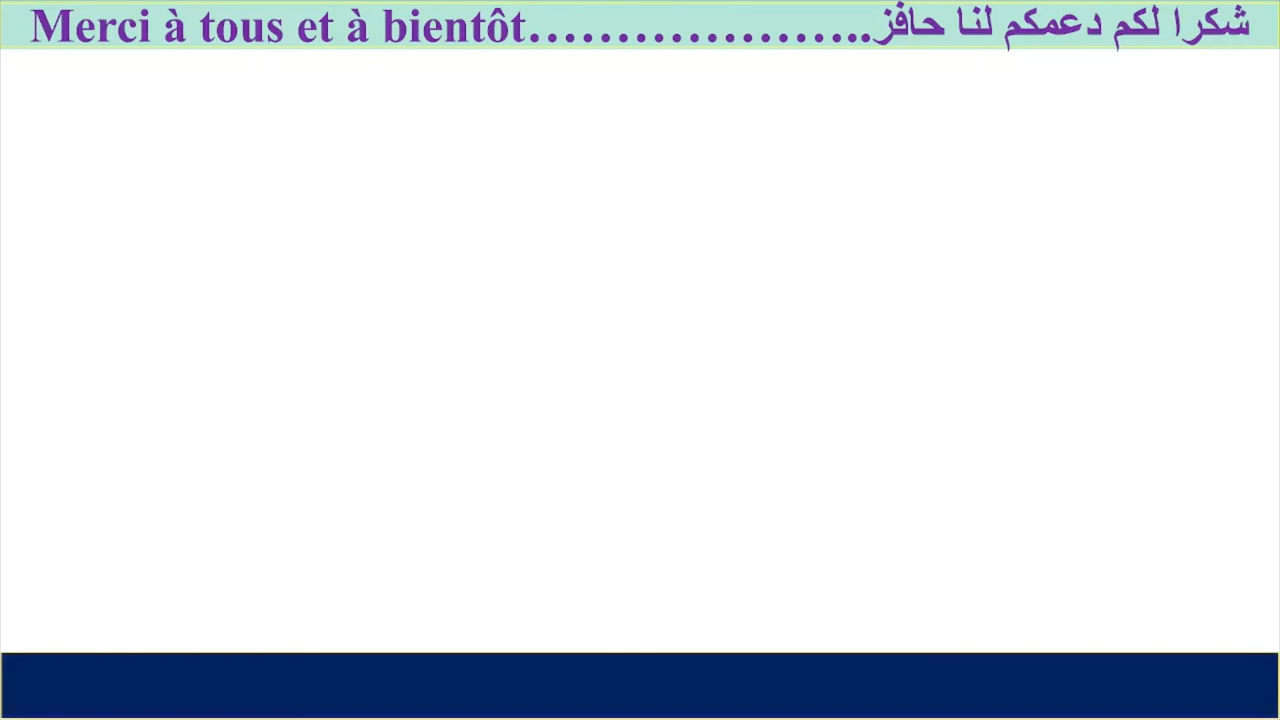 Merci à tous et à bientôt…………………..شكرا لكم دعمكم لنا حافز